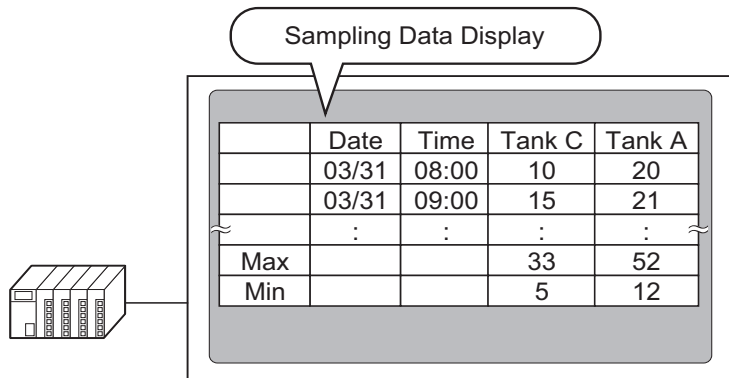 Sampling Data Display
Date Time Tank C Tank A
03/31 08:00 10 20
03/31 09:00 15 21
: : : :
Max 33 52
Min 5 12